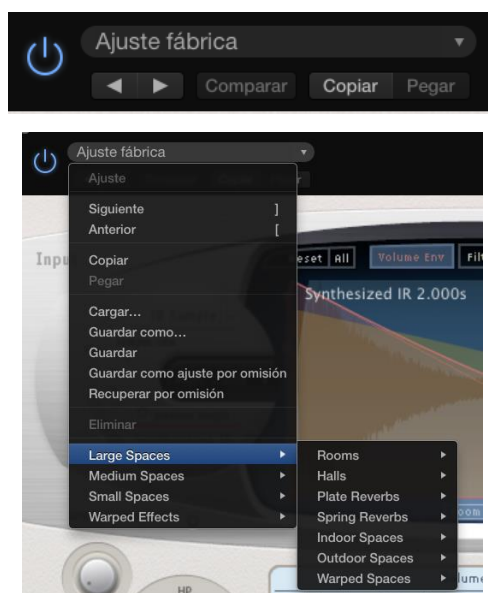 Ajuste fábrica
Comparar Copiar Pegar
Ajuste fábrica
Ajuste
Siguiente ]
Anterior [
Copiar
Pegar
Cargar...
Guardar como...
Guardar
Guardar como ajuste por omisión
Recuperar por omisión
Eliminar
Large Spaces
Medium Spaces
Small Spaces
Warped Effects
Rooms
Halls
Plate Reverbs
Spring Reverbs
Indoor Spaces
Outdoor Spaces
Warped Spaces
eset All Volume Env Filt
Synthesized IR 2.000s
Inpu
oom
lume
HP